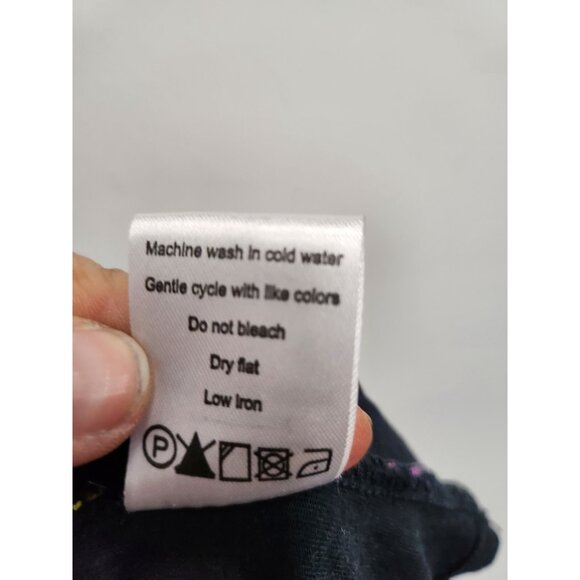 Machine wash in cold water
Gentle cycle with like colors
Do not bleach
Dry flat
Low Iron
P